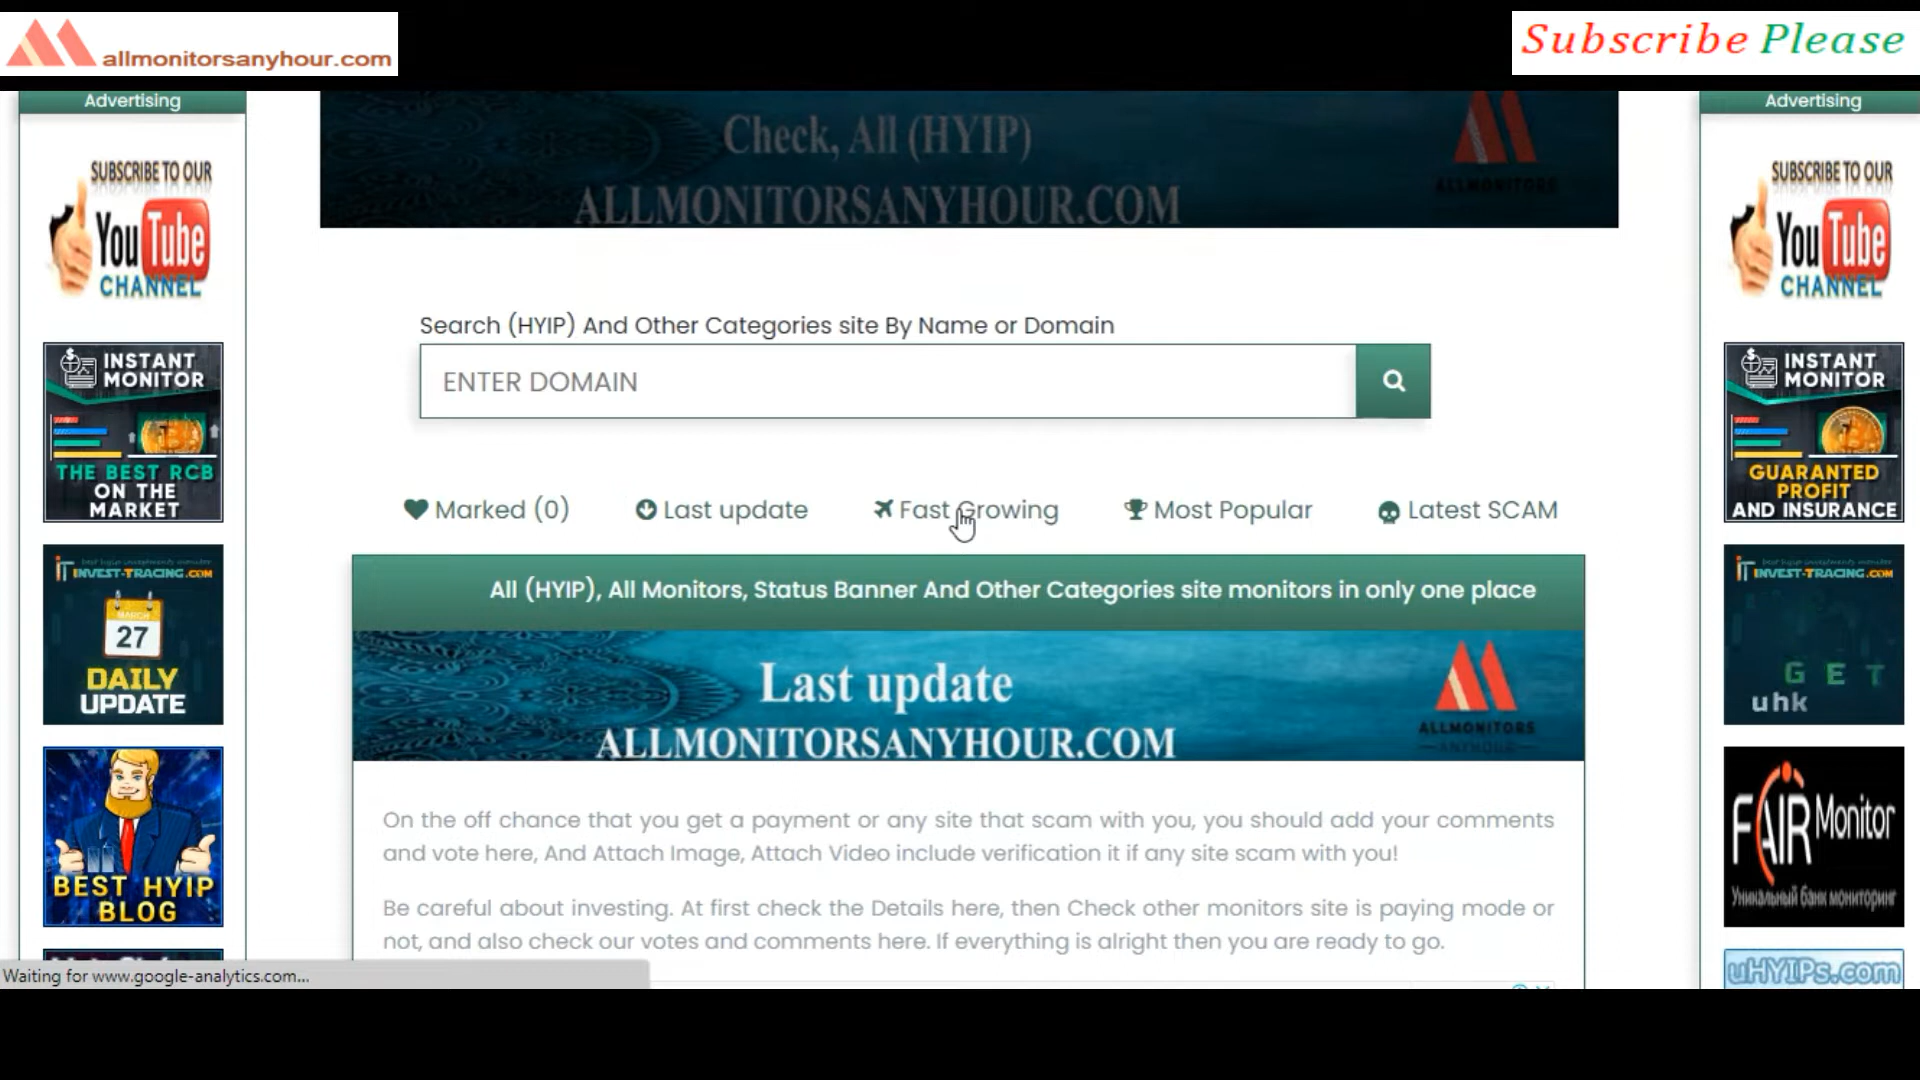 allmonitorsanyhour.com
Subscribe Please
Advertising
SUBSCRIBE TO OUR
YouTube
CHANNEL
INSTANT
MONITOR
THE BEST RCB
ON THE
MARKET
INVEST-TRACING.COM
MARCH
27
DAILY
UPDATE
BEST HYIP
BLOG
Check, All (HYIP)
ALLMONITORSANYHOUR.COM
ALLMONITORS
Search (HYIP) And Other Categories site By Name or Domain
ENTER DOMAIN
Marked (0) Last update Fast Growing Most Popular Latest SCAM
All (HYIP), All Monitors, Status Banner And Other Categories site monitors in only one place
Last update
ALLMONITORSANYHOUR.COM
ALLMONITORS
ANYHOUR
On the off chance that you get a payment or any site that scam with you, you should add your comments
and vote here, And Attach Image, Attach Video include verification it if any site scam with you!
Be careful about investing. At first check the Details here, then Check other monitors site is paying mode or
not, and also check our votes and comments here. If everything is alright then you are ready to go.
Waiting for www.google-analytics.com...
Advertising
SUBSCRIBE TO OUR
YouTube
CHANNEL
INSTANT
MONITOR
GUARANTED
PROFIT
AND INSURANCE
INVEST-TRACING.COM
GET
uhk
FAIR Monitor
Уникальный банк мониторинг
uHYIPs.com